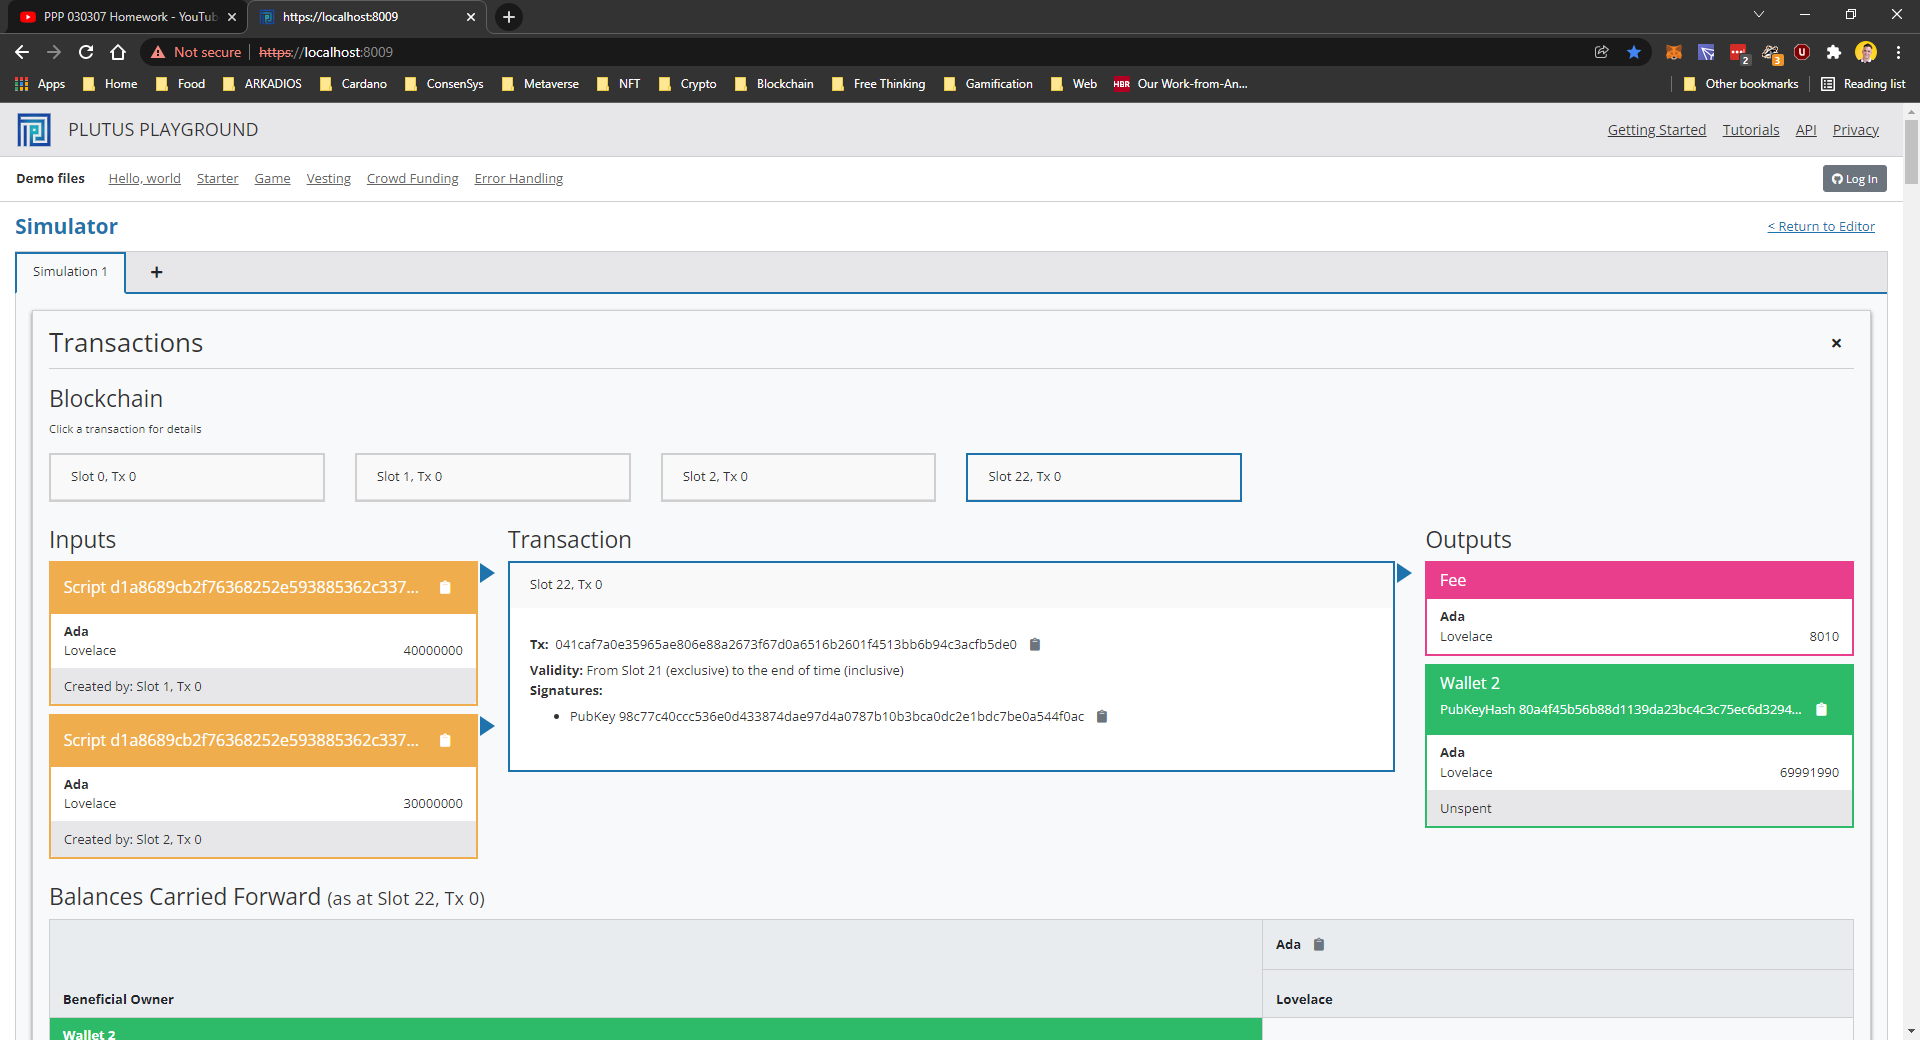 PPP 030307 Homework - YouTub
https://localhost:8009
Not secure
https://localhost:8009
2
3
Apps
Home
Food
ARKADIOS
Cardano
ConsenSys
Metaverse
NFT
Crypto
Blockchain
Free Thinking
Gamification
Web
HBR
Our Work-from-An...
Other bookmarks
Reading list
PLUTUS PLAYGROUND
Getting Started
Tutorials
API
Privacy
Demo files
Hello, world
Starter
Game
Vesting
Crowd Funding
Error Handling
Log In
Simulator
< Return to Editor
Simulation 1
+
Transactions
Blockchain
Click a transaction for details
Slot 0, Tx 0
Slot 1, Tx 0
Slot 2, Tx 0
Slot 22, Tx 0
Inputs
Script d1a8689cb2f76368252e593885362c337...
Ada
Lovelace 40000000
Created by: Slot 1, Tx 0
Script d1a8689cb2f76368252e593885362c337...
Ada
Lovelace 30000000
Created by: Slot 2, Tx 0
Transaction
Slot 22, Tx 0
Tx: 041caf7a0e35965ae806e88a2673f67d0a6516b2601f4513bb6b94c3acfb5de0
Validity: From Slot 21 (exclusive) to the end of time (inclusive)
Signatures:
• PubKey 98c77c40ccc536e0d433874dae97d4a0787b10b3bca0dc2e1bdc7be0a544f0ac
Outputs
Fee
Ada
Lovelace 8010
Wallet 2
PubKeyHash 80a4f45b56b88d1139da23bc4c3c75ec6d3294...
Ada
Lovelace 69991990
Unspent
Balances Carried Forward (as at Slot 22, Tx 0)
Ada
Beneficial Owner
Lovelace
Wallet 2